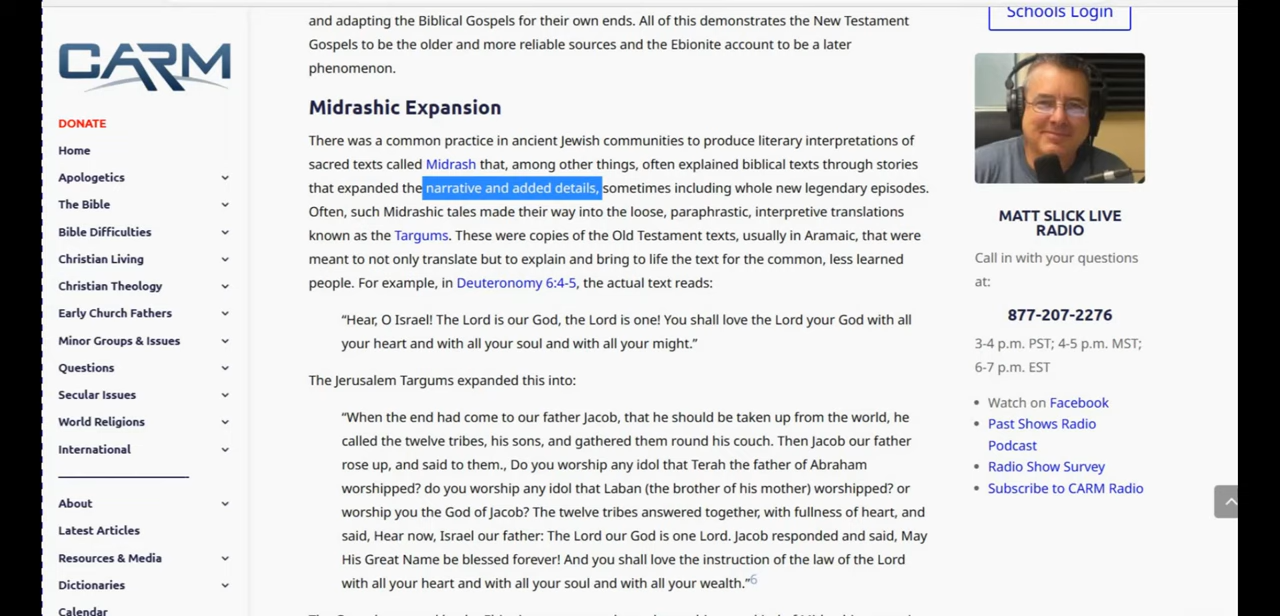 Schools Login
and adapting the Biblical Gospels for their own ends. All of this demonstrates the New Testament
Gospels to be the older and more reliable sources and the Ebionite account to be a later
phenomenon.
CARM
DONATE
Home
Apologetics
The Bible
Bible Difficulties
Christian Living
Christian Theology
Early Church Fathers
Minor Groups & Issues
Questions
Secular Issues
World Religions
International
About
Latest Articles
Resources & Media
Dictionaries
Calendar
Midrashic Expansion
There was a common practice in ancient Jewish communities to produce literary interpretations of
sacred texts called Midrash that, among other things, often explained biblical texts through stories
that expanded the narrative and added details, sometimes including whole new legendary episodes.
Often, such Midrashic tales made their way into the loose, paraphrastic, interpretive translations
known as the Targums. These were copies of the Old Testament texts, usually in Aramaic, that were
meant to not only translate but to explain and bring to life the text for the common, less learned
people. For example, in Deuteronomy 6:4-5, the actual text reads:
“Hear, O Israel! The Lord is our God, the Lord is one! You shall love the Lord your God with all
your heart and with all your soul and with all your might.”
The Jerusalem Targums expanded this into:
“When the end had come to our father Jacob, that he should be taken up from the world, he
called the twelve tribes, his sons, and gathered them round his couch. Then Jacob our father
rose up, and said to them., Do you worship any idol that Terah the father of Abraham
worshipped? do you worship any idol that Laban (the brother of his mother) worshipped? or
worship you the God of Jacob? The twelve tribes answered together, with fullness of heart, and
said, Hear now, Israel our father: The Lord our God is one Lord. Jacob responded and said, May
His Great Name be blessed forever! And you shall love the instruction of the law of the Lord
with all your heart and with all your soul and with all your wealth.”6
MATT SLICK LIVE
RADIO
Call in with your questions
at:
877-207-2276
3-4 p.m. PST; 4-5 p.m. MST;
6-7 p.m. EST
Watch on Facebook
Past Shows Radio
Podcast
Radio Show Survey
Subscribe to CARM Radio